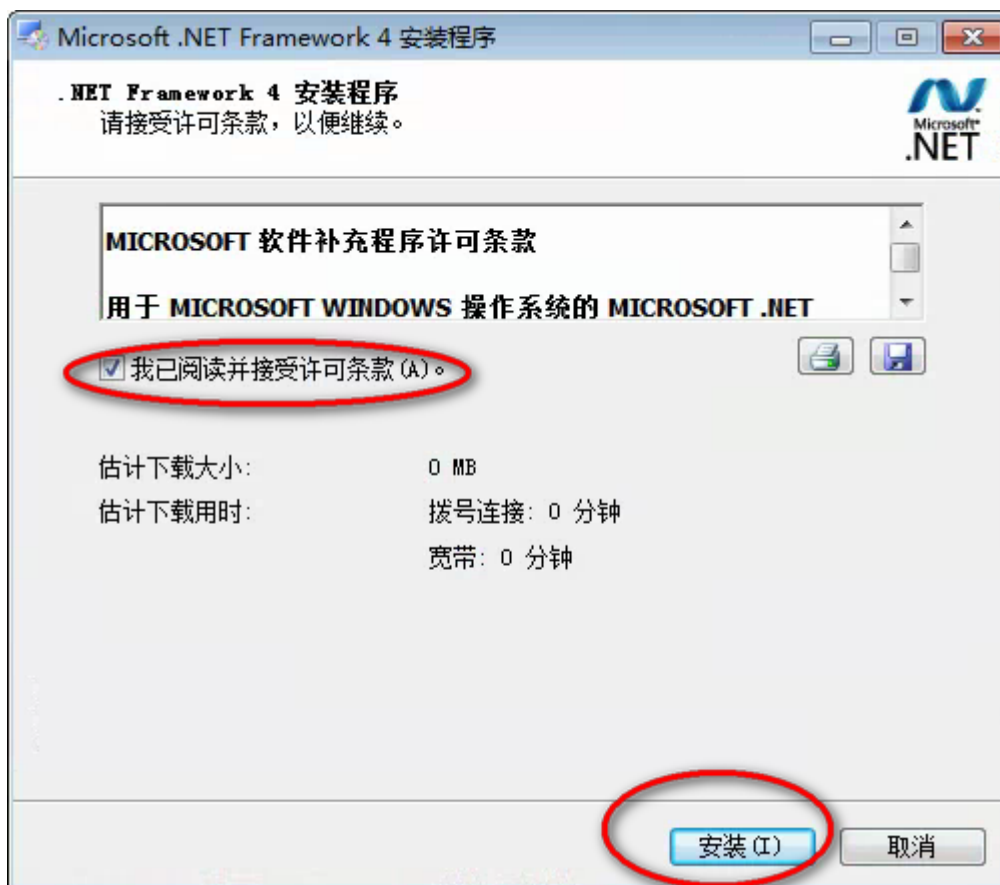 Microsoft .NET Framework 4 安装程序
.NET Framework 4 安装程序
请接受许可条款，以便继续。
Microsoft®
.NET
MICROSOFT 软件补充程序许可条款
用于 MICROSOFT WINDOWS 操作系统的 MICROSOFT .NET
我已阅读并接受许可条款(A)。
估计下载大小: 0 MB
估计下载用时: 拨号连接: 0 分钟
宽带: 0 分钟
安装(I) 取消